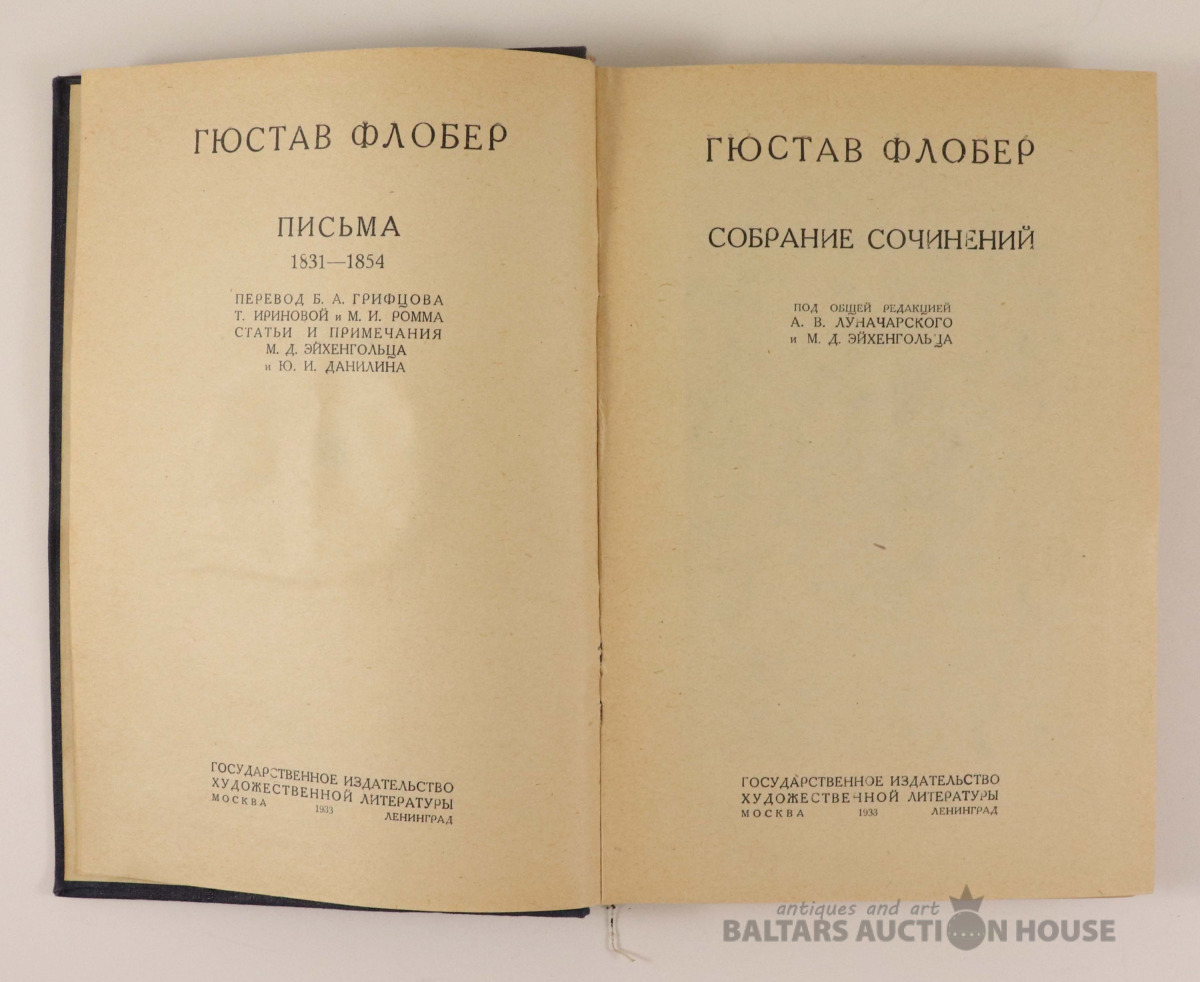 ГЮСТАВ ФЛОБЕР
ПИСЬМА
1831—1854
ПЕРЕВОД Б. А. ГРИФЦОВА
Т. ИРИНОВОЙ и М. И. РОММА
СТАТЬИ И ПРИМЕЧАНИЯ
М. Д. ЭЙХЕНГОЛЬЦА
и Ю. И. ДАНИЛИНА
ГОСУДАРСТВЕННОЕ ИЗДАТЕЛЬСТВО
ХУДОЖЕСТВЕННОЙ ЛИТЕРАТУРЫ
МОСКВА 1933 ЛЕНИНГРАД
ГЮСТАВ ФЛОБЕР
СОБРАНИЕ СОЧИНЕНИЙ
ПОД ОБЩЕЙ РЕДАКЦИЕЙ
А. В. ЛУНАЧАРСКОГО
и М. Д. ЭЙХЕНГОЛЬЦА
ГОСУДАРСТВЕННОЕ ИЗДАТЕЛЬСТВО
ХУДОЖЕСТВЕННОЙ ЛИТЕРАТУРЫ
МОСКВА 1933 ЛЕНИНГРАД
antiques and art
BALTARS AUCTION HOUSE